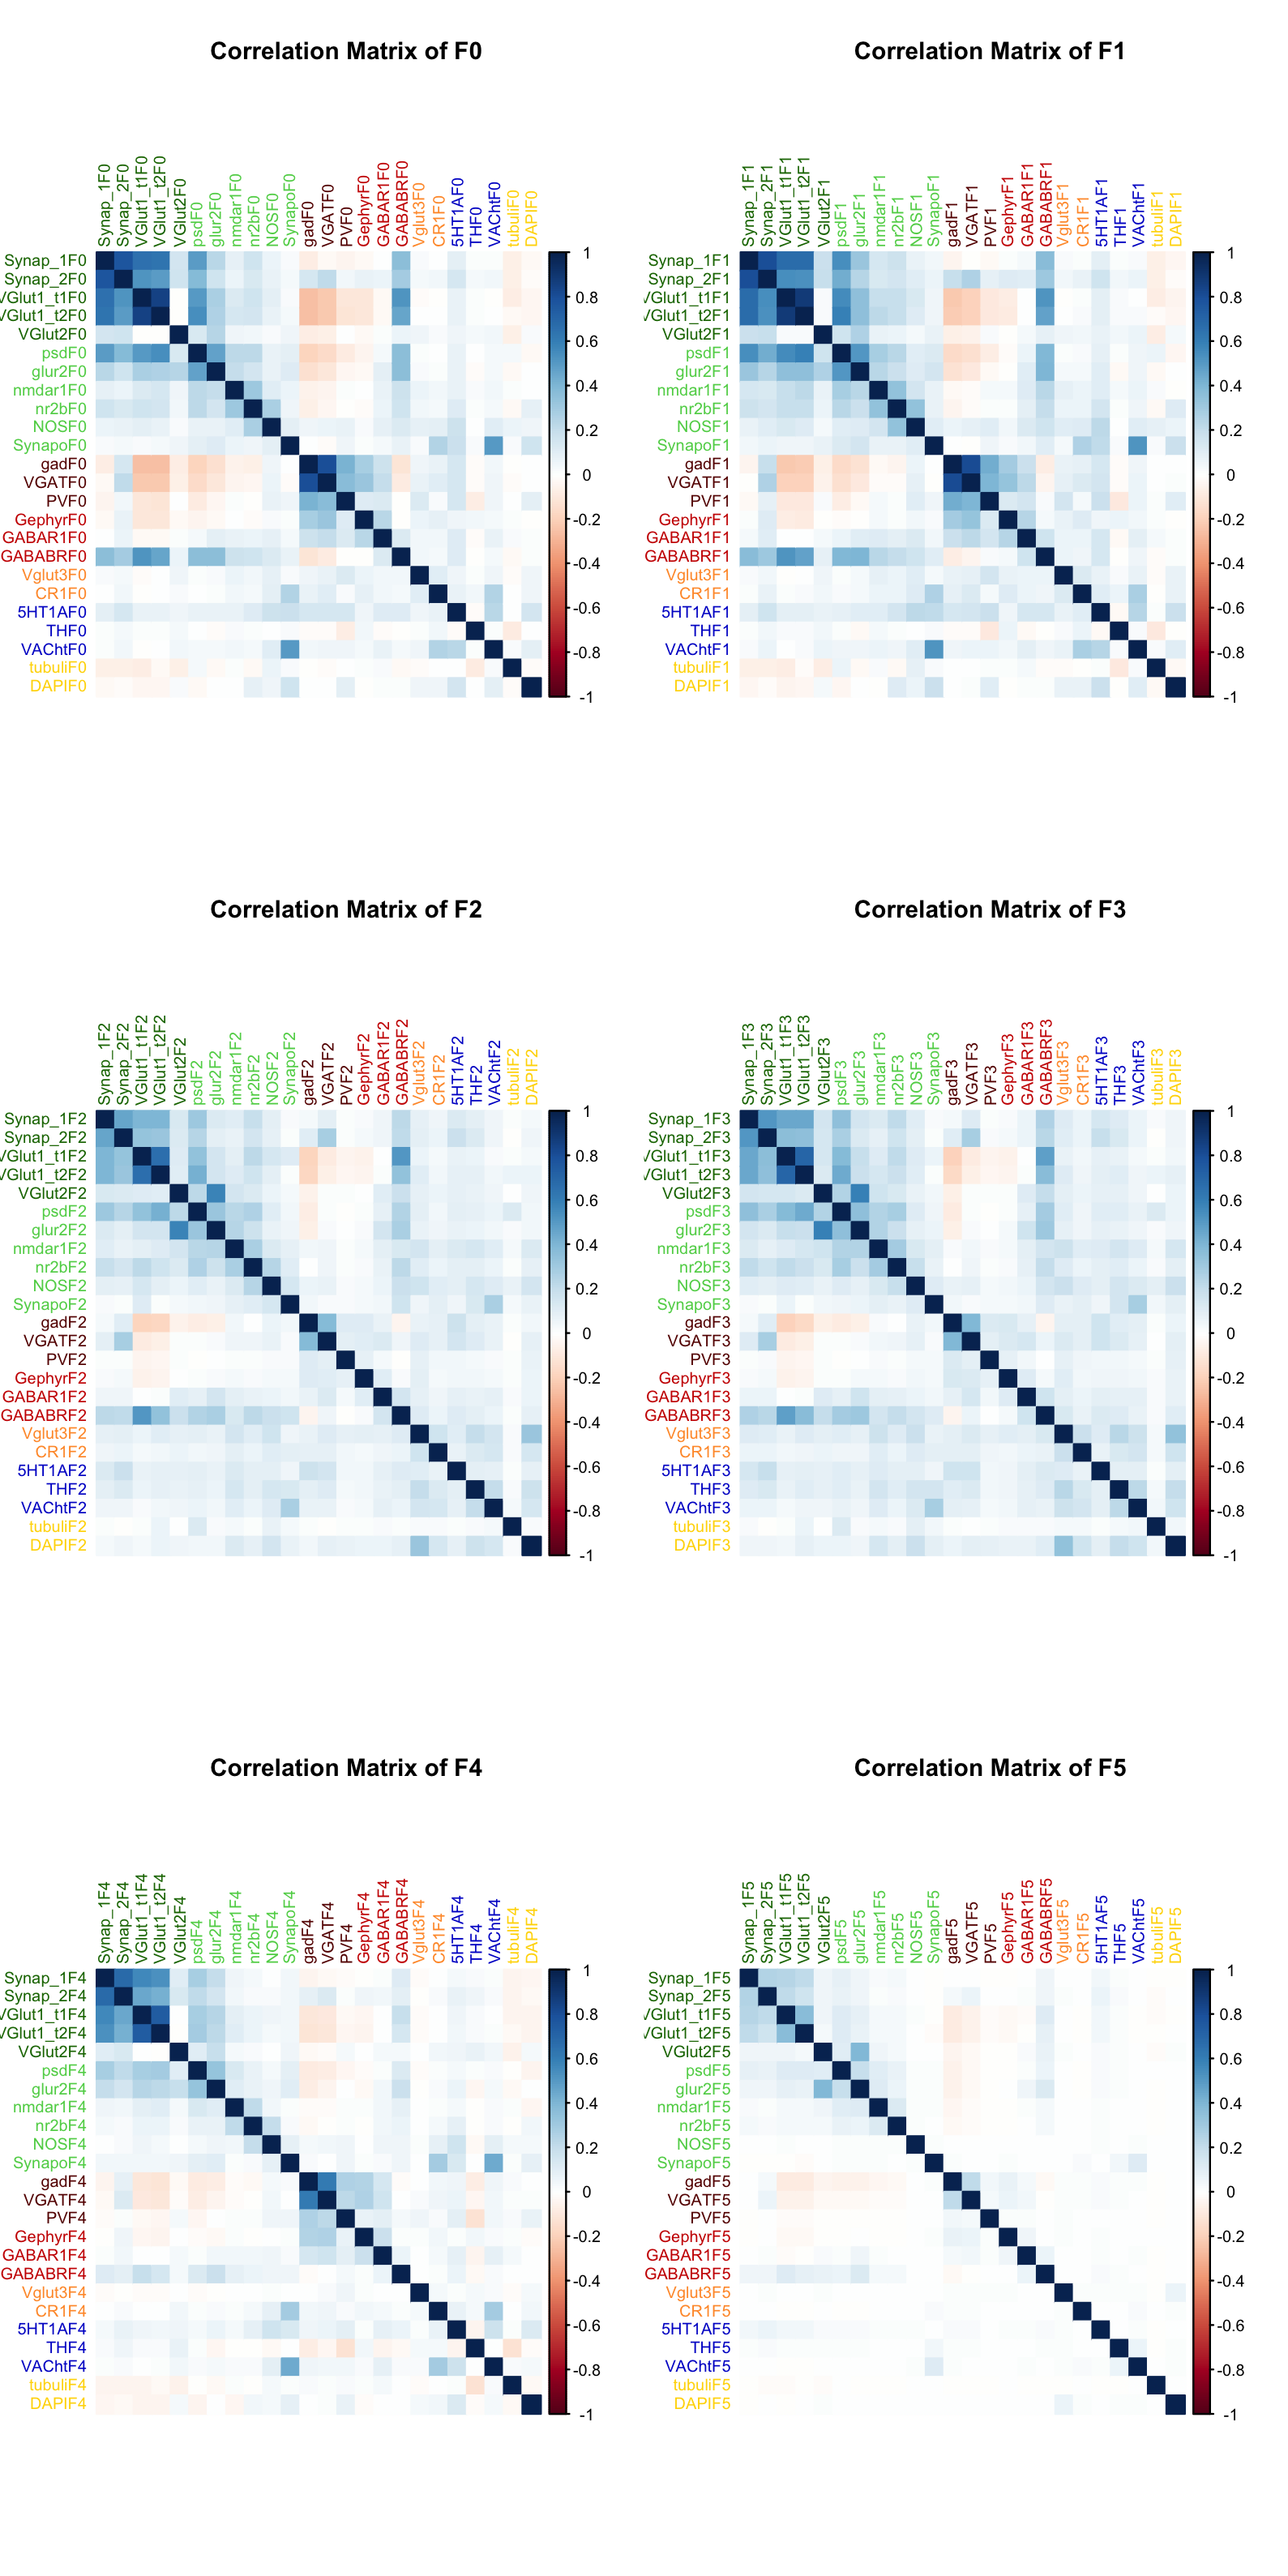 Correlation Matrix of F0
Synap_1F0 Synap_2F0 VGlut1_t1F0 VGlut1_t2F0 VGlut2F0 psdF0 glur2F0 nmdar1F0 nr2bF0 NOSF0 SynapoF0 gadF0 VGATF0 PVF0 GephyrF0 GABAR1F0 GABABRF0 Vglut3F0 CR1F0 5HT1AF0 THF0 VAChtF0 tubuliF0 DAPIF0
Synap_1F0
Synap_2F0
VGlut1_t1F0
VGlut1_t2F0
VGlut2F0
psdF0
glur2F0
nmdar1F0
nr2bF0
NOSF0
SynapoF0
gadF0
VGATF0
PVF0
GephyrF0
GABAR1F0
GABABRF0
Vglut3F0
CR1F0
5HT1AF0
THF0
VAChtF0
tubuliF0
DAPIF0
1
0.8
0.6
0.4
0.2
0
-0.2
-0.4
-0.6
-0.8
-1
Correlation Matrix of F1
Synap_1F1 Synap_2F1 VGlut1_t1F1 VGlut1_t2F1 VGlut2F1 psdF1 glur2F1 nmdar1F1 nr2bF1 NOSF1 SynapoF1 gadF1 VGATF1 PVF1 GephyrF1 GABAR1F1 GABABRF1 Vglut3F1 CR1F1 5HT1AF1 THF1 VAChtF1 tubuliF1 DAPIF1
Synap_1F1
Synap_2F1
VGlut1_t1F1
VGlut1_t2F1
VGlut2F1
psdF1
glur2F1
nmdar1F1
nr2bF1
NOSF1
SynapoF1
gadF1
VGATF1
PVF1
GephyrF1
GABAR1F1
GABABRF1
Vglut3F1
CR1F1
5HT1AF1
THF1
VAChtF1
tubuliF1
DAPIF1
1
0.8
0.6
0.4
0.2
0
-0.2
-0.4
-0.6
-0.8
-1
Correlation Matrix of F2
Synap_1F2 Synap_2F2 VGlut1_t1F2 VGlut1_t2F2 VGlut2F2 psdF2 glur2F2 nmdar1F2 nr2bF2 NOSF2 SynapoF2 gadF2 VGATF2 PVF2 GephyrF2 GABAR1F2 GABABRF2 Vglut3F2 CR1F2 5HT1AF2 THF2 VAChtF2 tubuliF2 DAPIF2
Synap_1F2
Synap_2F2
VGlut1_t1F2
VGlut1_t2F2
VGlut2F2
psdF2
glur2F2
nmdar1F2
nr2bF2
NOSF2
SynapoF2
gadF2
VGATF2
PVF2
GephyrF2
GABAR1F2
GABABRF2
Vglut3F2
CR1F2
5HT1AF2
THF2
VAChtF2
tubuliF2
DAPIF2
1
0.8
0.6
0.4
0.2
0
-0.2
-0.4
-0.6
-0.8
-1
Correlation Matrix of F3
Synap_1F3 Synap_2F3 VGlut1_t1F3 VGlut1_t2F3 VGlut2F3 psdF3 glur2F3 nmdar1F3 nr2bF3 NOSF3 SynapoF3 gadF3 VGATF3 PVF3 GephyrF3 GABAR1F3 GABABRF3 Vglut3F3 CR1F3 5HT1AF3 THF3 VAChtF3 tubuliF3 DAPIF3
Synap_1F3
Synap_2F3
VGlut1_t1F3
VGlut1_t2F3
VGlut2F3
psdF3
glur2F3
nmdar1F3
nr2bF3
NOSF3
SynapoF3
gadF3
VGATF3
PVF3
GephyrF3
GABAR1F3
GABABRF3
Vglut3F3
CR1F3
5HT1AF3
THF3
VAChtF3
tubuliF3
DAPIF3
1
0.8
0.6
0.4
0.2
0
-0.2
-0.4
-0.6
-0.8
-1
Correlation Matrix of F4
Synap_1F4 Synap_2F4 VGlut1_t1F4 VGlut1_t2F4 VGlut2F4 psdF4 glur2F4 nmdar1F4 nr2bF4 NOSF4 SynapoF4 gadF4 VGATF4 PVF4 GephyrF4 GABAR1F4 GABABRF4 Vglut3F4 CR1F4 5HT1AF4 THF4 VAChtF4 tubuliF4 DAPIF4
Synap_1F4
Synap_2F4
VGlut1_t1F4
VGlut1_t2F4
VGlut2F4
psdF4
glur2F4
nmdar1F4
nr2bF4
NOSF4
SynapoF4
gadF4
VGATF4
PVF4
GephyrF4
GABAR1F4
GABABRF4
Vglut3F4
CR1F4
5HT1AF4
THF4
VAChtF4
tubuliF4
DAPIF4
1
0.8
0.6
0.4
0.2
0
-0.2
-0.4
-0.6
-0.8
-1
Correlation Matrix of F5
Synap_1F5 Synap_2F5 VGlut1_t1F5 VGlut1_t2F5 VGlut2F5 psdF5 glur2F5 nmdar1F5 nr2bF5 NOSF5 SynapoF5 gadF5 VGATF5 PVF5 GephyrF5 GABAR1F5 GABABRF5 Vglut3F5 CR1F5 5HT1AF5 THF5 VAChtF5 tubuliF5 DAPIF5
Synap_1F5
Synap_2F5
VGlut1_t1F5
VGlut1_t2F5
VGlut2F5
psdF5
glur2F5
nmdar1F5
nr2bF5
NOSF5
SynapoF5
gadF5
VGATF5
PVF5
GephyrF5
GABAR1F5
GABABRF5
Vglut3F5
CR1F5
5HT1AF5
THF5
VAChtF5
tubuliF5
DAPIF5
1
0.8
0.6
0.4
0.2
0
-0.2
-0.4
-0.6
-0.8
-1